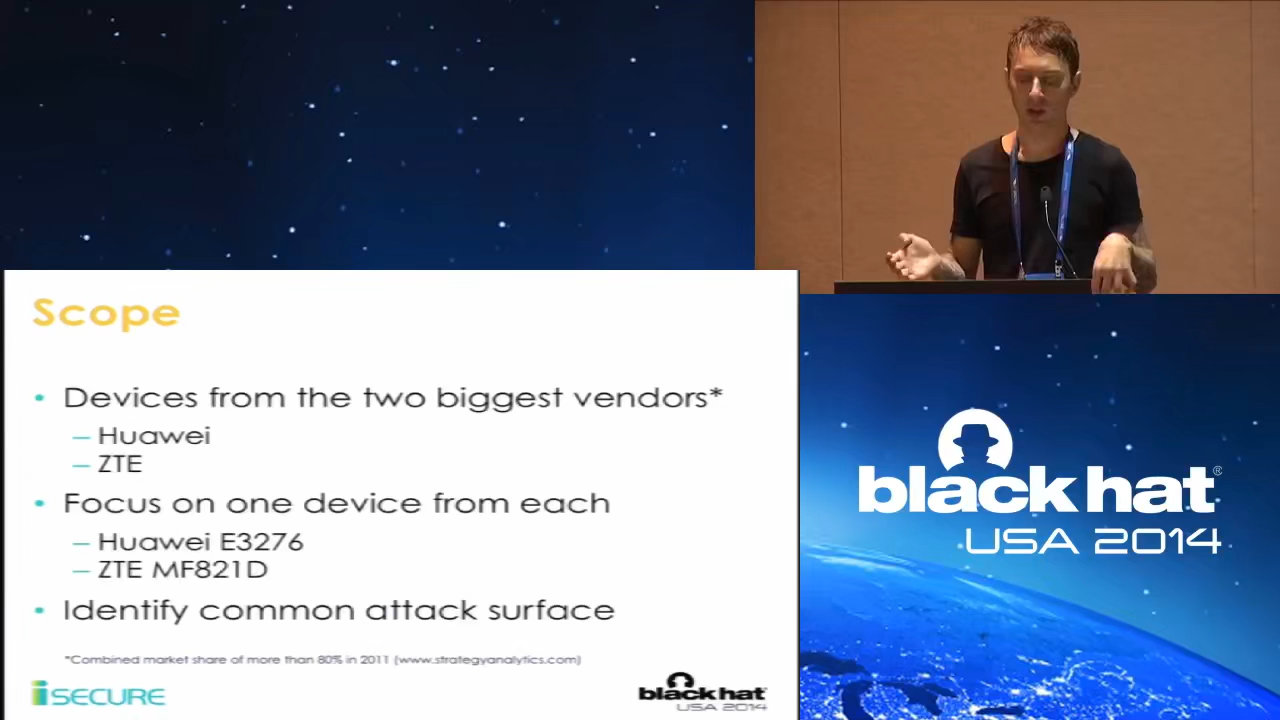 Scope
• Devices from the two biggest vendors*
– Huawei
– ZTE
• Focus on one device from each
– Huawei E3276
– ZTE MF821D
• Identify common attack surface
*Combined market share of more than 80% in 2011 (www.strategyanalytics.com)
iSECURE
black hat
USA 2014
black hat®
USA 2014